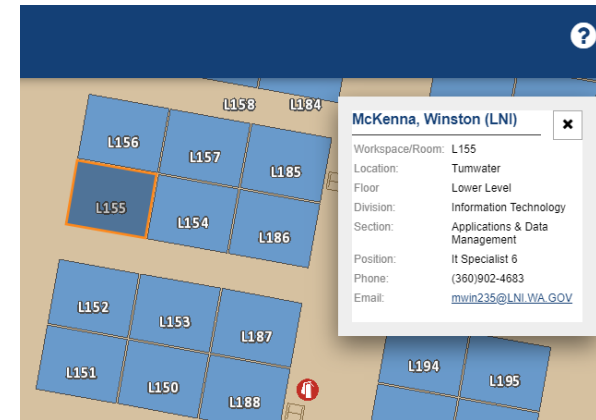 ?
L158 L184
L156
L157
L185
L155
L154
L186
L152
L153
L187
L151
L150
L188
L194
L195
McKenna, Winston (LNI)
×
Workspace/Room: L155
Location: Tumwater
Floor Lower Level
Division: Information Technology
Section: Applications & Data
Management
Position: It Specialist 6
Phone: (360)902-4683
Email: mwin235@LNI.WA.GOV